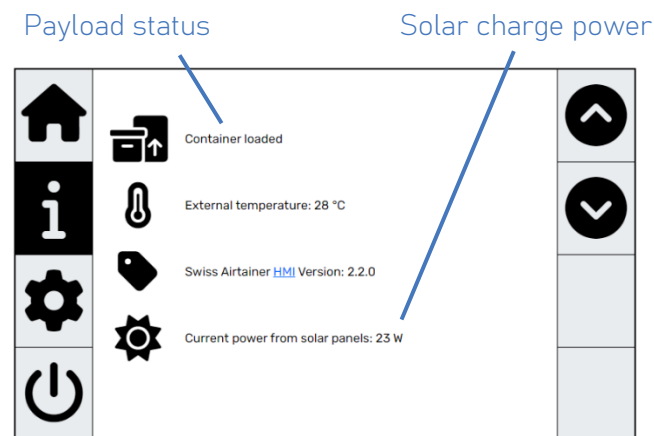 Payload status
Solar charge power
Container loaded
External temperature: 28 °C
Swiss Airtainer HMI Version: 2.2.0
Current power from solar panels: 23 W